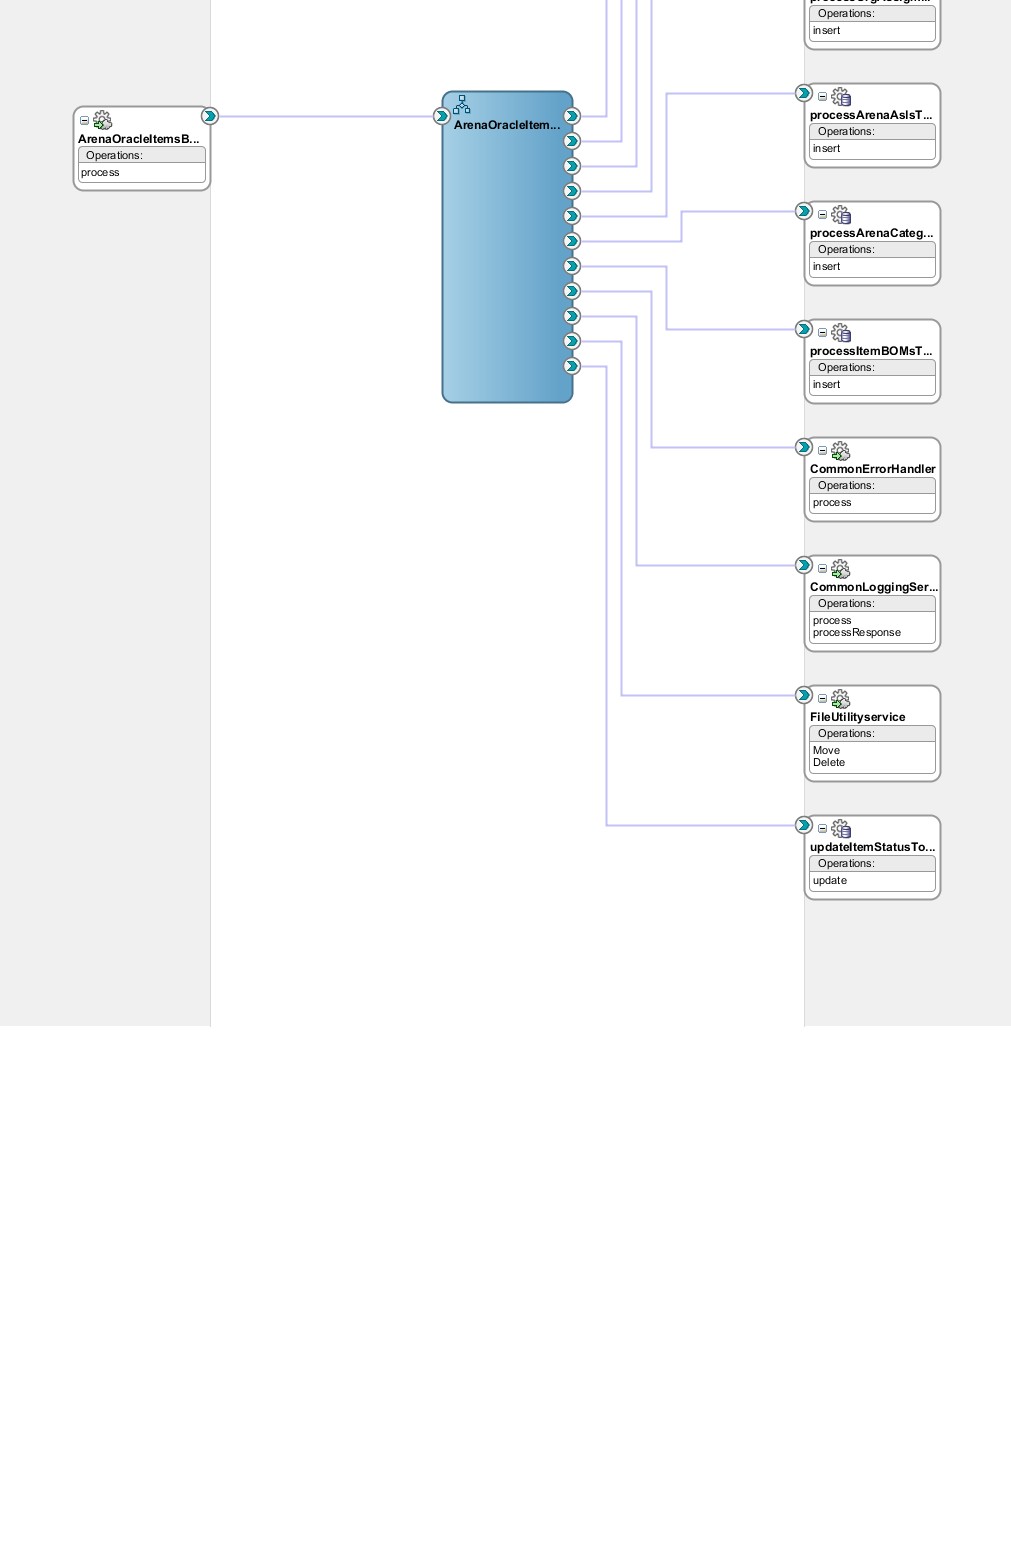 Operations:
insert
ArenaOracleItemsB...
Operations:
process
ArenaOracleItem...
processArenaAslsT...
Operations:
insert
processArenaCateg...
Operations:
insert
processItemBOMsT...
Operations:
insert
CommonErrorHandler
Operations:
process
CommonLoggingSer...
Operations:
process
processResponse
FileUtilityservice
Operations:
Move
Delete
updateItemStatusTo...
Operations:
update